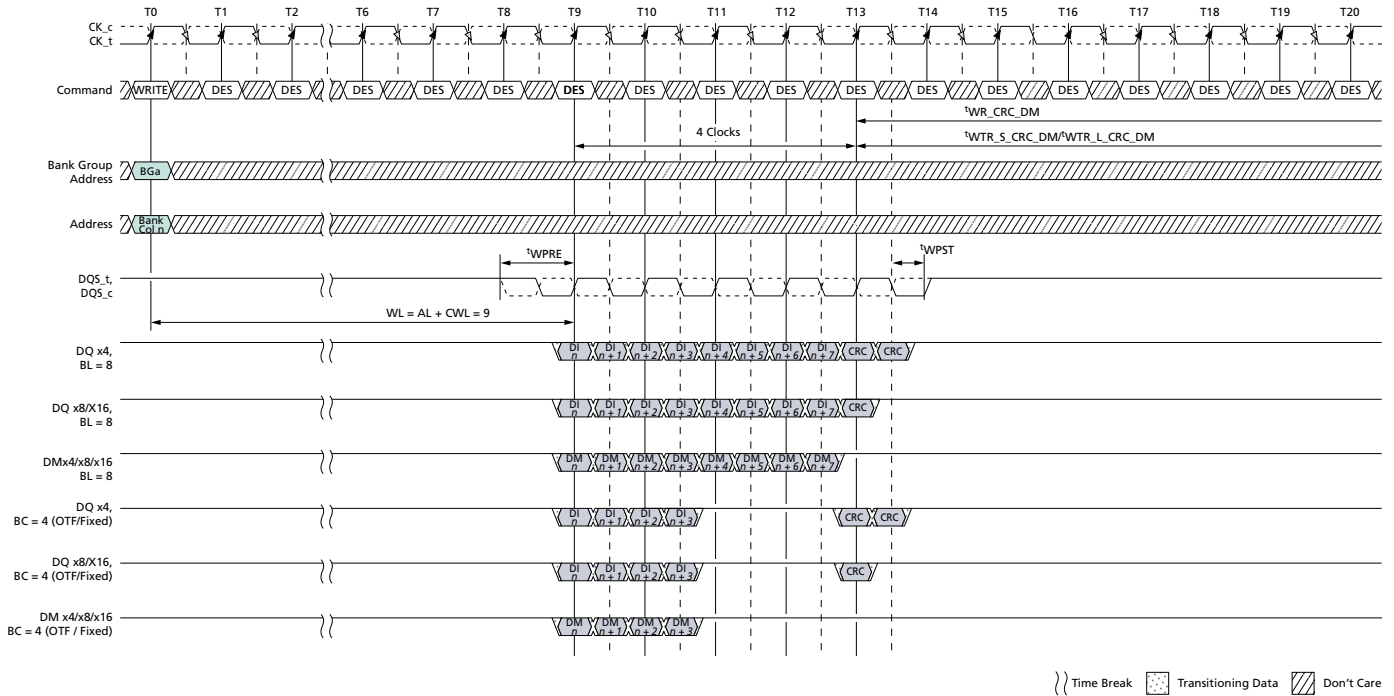 T0 T1 T2 T6 T7 T8 T9 T10 T11 T12 T13 T14 T15 T16 T17 T18 T19 T20
CK_c
CK_t
Command WRITE DES DES DES DES DES DES DES DES DES DES DES DES DES DES DES DES DES
tWR_CRC_DM
4 Clocks tWTR_S_CRC_DM/tWTR_L_CRC_DM
Bank Group
Address
BGa
Address
Bank
Col n
tWPRE tWPST
DQS_t,
DQS_c
WL = AL + CWL = 9
DQ x4,
BL = 8
DI n DI n + 1 DI n + 2 DI n + 3 DI n + 4 DI n + 5 DI n + 6 DI n + 7 CRC CRC
DQ x8/X16,
BL = 8
DI n DI n + 1 DI n + 2 DI n + 3 DI n + 4 DI n + 5 DI n + 6 DI n + 7 CRC
DMx4/x8/x16
BL = 8
DM n DM n + 1 DM n + 2 DM n + 3 DM n + 4 DM n + 5 DM n + 6 DM n + 7
DQ x4,
BC = 4 (OTF/Fixed)
DI n DI n + 1 DI n + 2 DI n + 3 CRC CRC
DQ x8/X16,
BC = 4 (OTF/Fixed)
DI n DI n + 1 DI n + 2 DI n + 3 CRC
DM x4/x8/x16
BC = 4 (OTF / Fixed)
DM n DM n + 1 DM n + 2 DM n + 3
Time Break Transitioning Data Don't Care